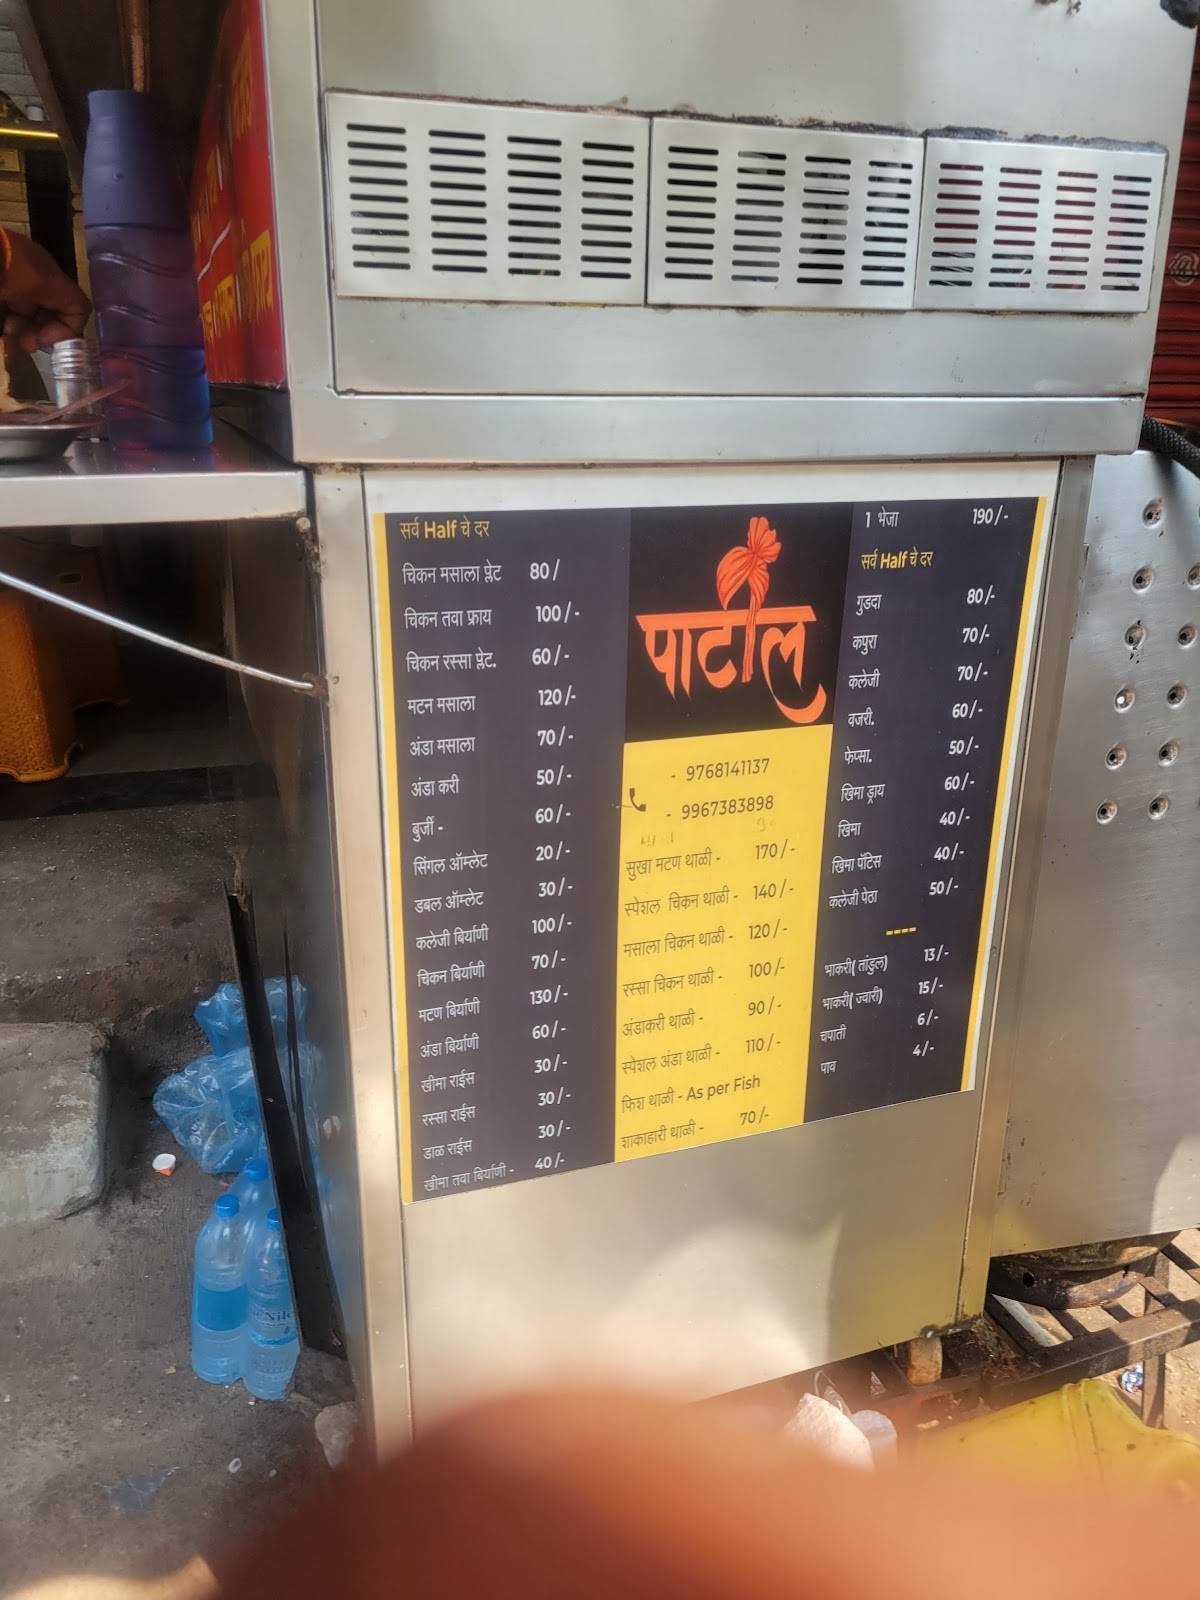 सर्व Half चे दर
चिकन मसाला प्लेट 80/
चिकन तवा फ्राय 100/-
चिकन रस्सा प्लेट. 60/-
मटन मसाला 120/-
अंडा मसाला 70/-
अंडा करी 50/-
बुर्जी - 60/-
सिंगल ऑम्लेट 20/-
डबल ऑम्लेट 30/-
कलेजी बिर्याणी 100/-
चिकन बिर्याणी 70/-
मटण बिर्याणी 130/-
अंडा बिर्याणी 60/-
खीमा राईस 30/-
रस्सा राईस 30/-
डाळ राईस 30/-
खीमा तवा बिर्याणी - 40/-
पाटील
- 9768141137
- 9967383898
सुखा मटण थाळी - 170/-
स्पेशल चिकन थाळी - 140/-
मसाला चिकन थाळी - 120/-
रस्सा चिकन थाळी - 100/-
अंडाकरी थाळी - 90/-
स्पेशल अंडा थाळी - 110/-
फिश थाळी - As per Fish
शाकाहारी थाळी - 70/-
1 भेजा 190/-
सर्व Half चे दर
गुडदा 80/-
कपुरा 70/-
कलेजी 70/-
वजरी. 60/-
फेप्सा. 50/-
खिमा ड्राय 60/-
खिमा 40/-
खिमा पॅटिस 40/-
कलेजी पेठा 50/-
----
भाकरी( तांडुल) 13/-
भाकरी( ज्वारी) 15/-
चपाती 6/-
पाव 4/-